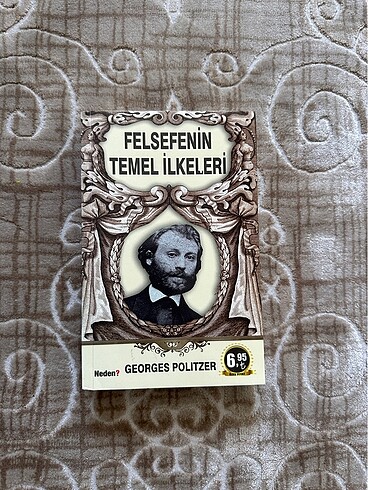 FELSEFENİN
TEMEL İLKELERİ
Neden? GEORGES POLITZER
6,95 ₺